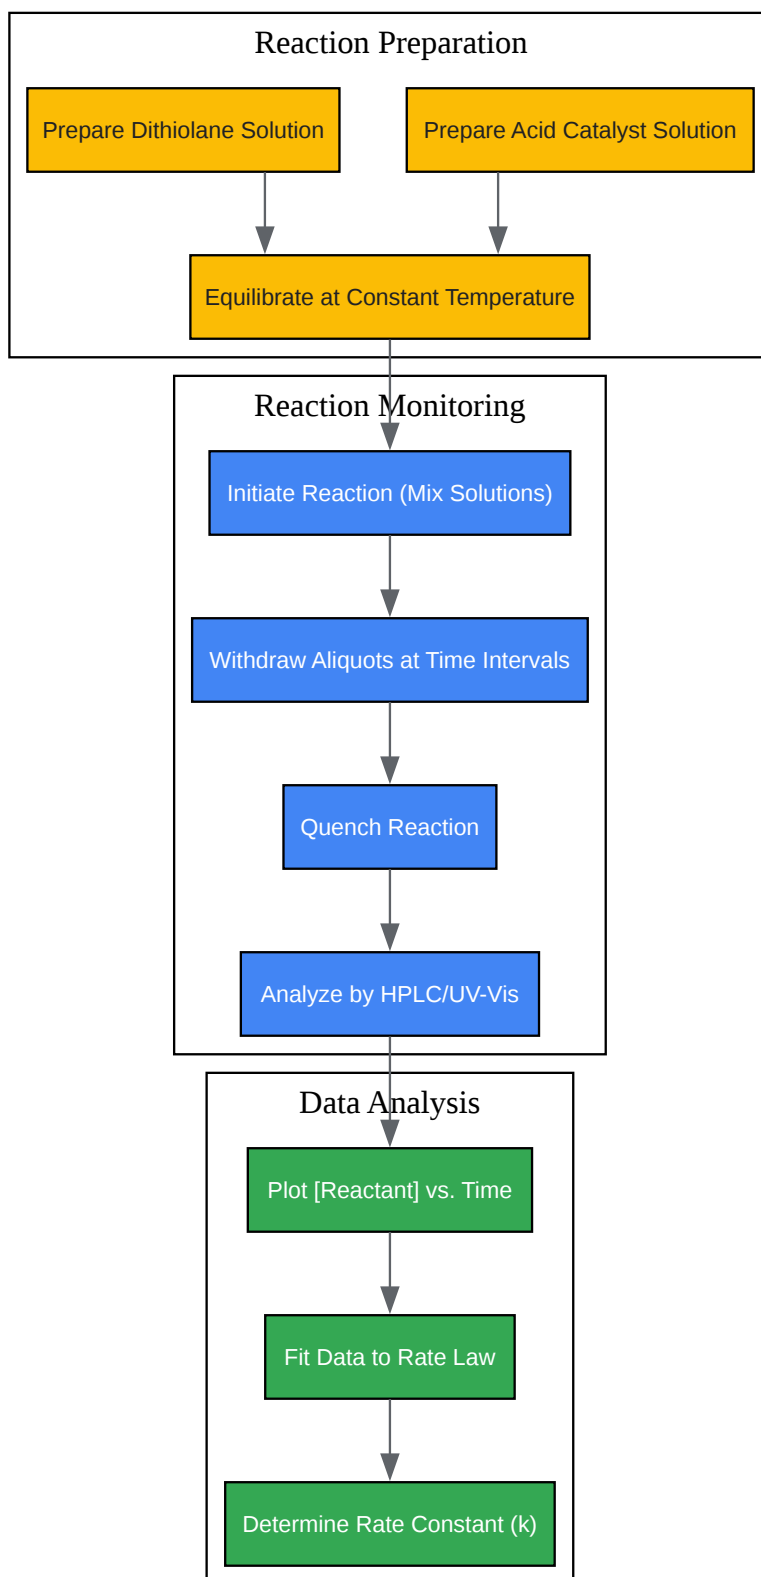 Reaction Preparation
Prepare Dithiolane Solution
Prepare Acid Catalyst Solution
Equilibrate at Constant Temperature
Reaction Monitoring
Initiate Reaction (Mix Solutions)
Withdraw Aliquots at Time Intervals
Quench Reaction
Analyze by HPLC/UV-Vis
Data Analysis
Plot [Reactant] vs. Time
Fit Data to Rate Law
Determine Rate Constant (k)